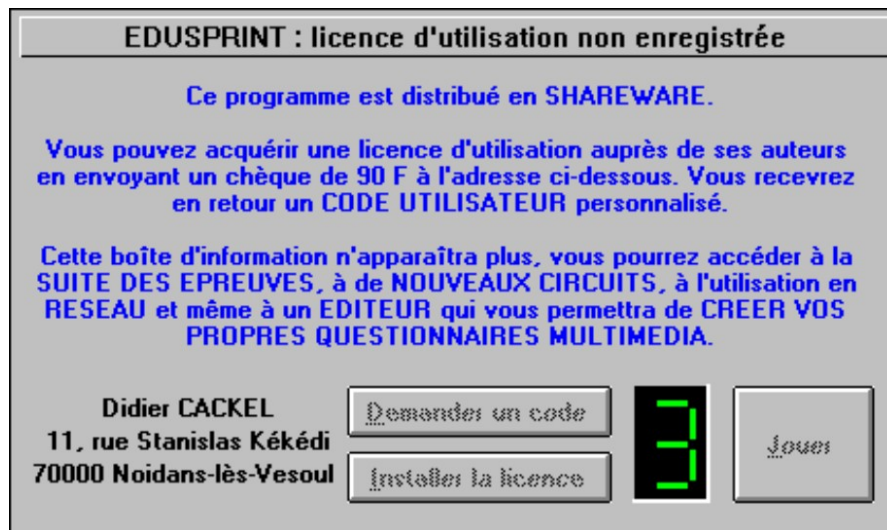 EDUSPRINT : licence d'utilisation non enregistrée
Ce programme est distribué en SHAREWARE.
Vous pouvez acquérir une licence d'utilisation auprès de ses auteurs
en envoyant un chèque de 90 F à l'adresse ci-dessous. Vous recevrez
en retour un CODE UTILISATEUR personnalisé.
Cette boîte d'information n'apparaîtra plus, vous pourrez accéder à la
SUITE DES EPREUVES, à de NOUVEAUX CIRCUITS, à l'utilisation en
RESEAU et même à un EDITEUR qui vous permettra de CREER VOS
PROPRES QUESTIONNAIRES MULTIMEDIA.
Didier CACKEL
11, rue Stanislas Kékédi
70000 Noidans-lès-Vesoul
Demander un code
Installer la licence
3
Jouer